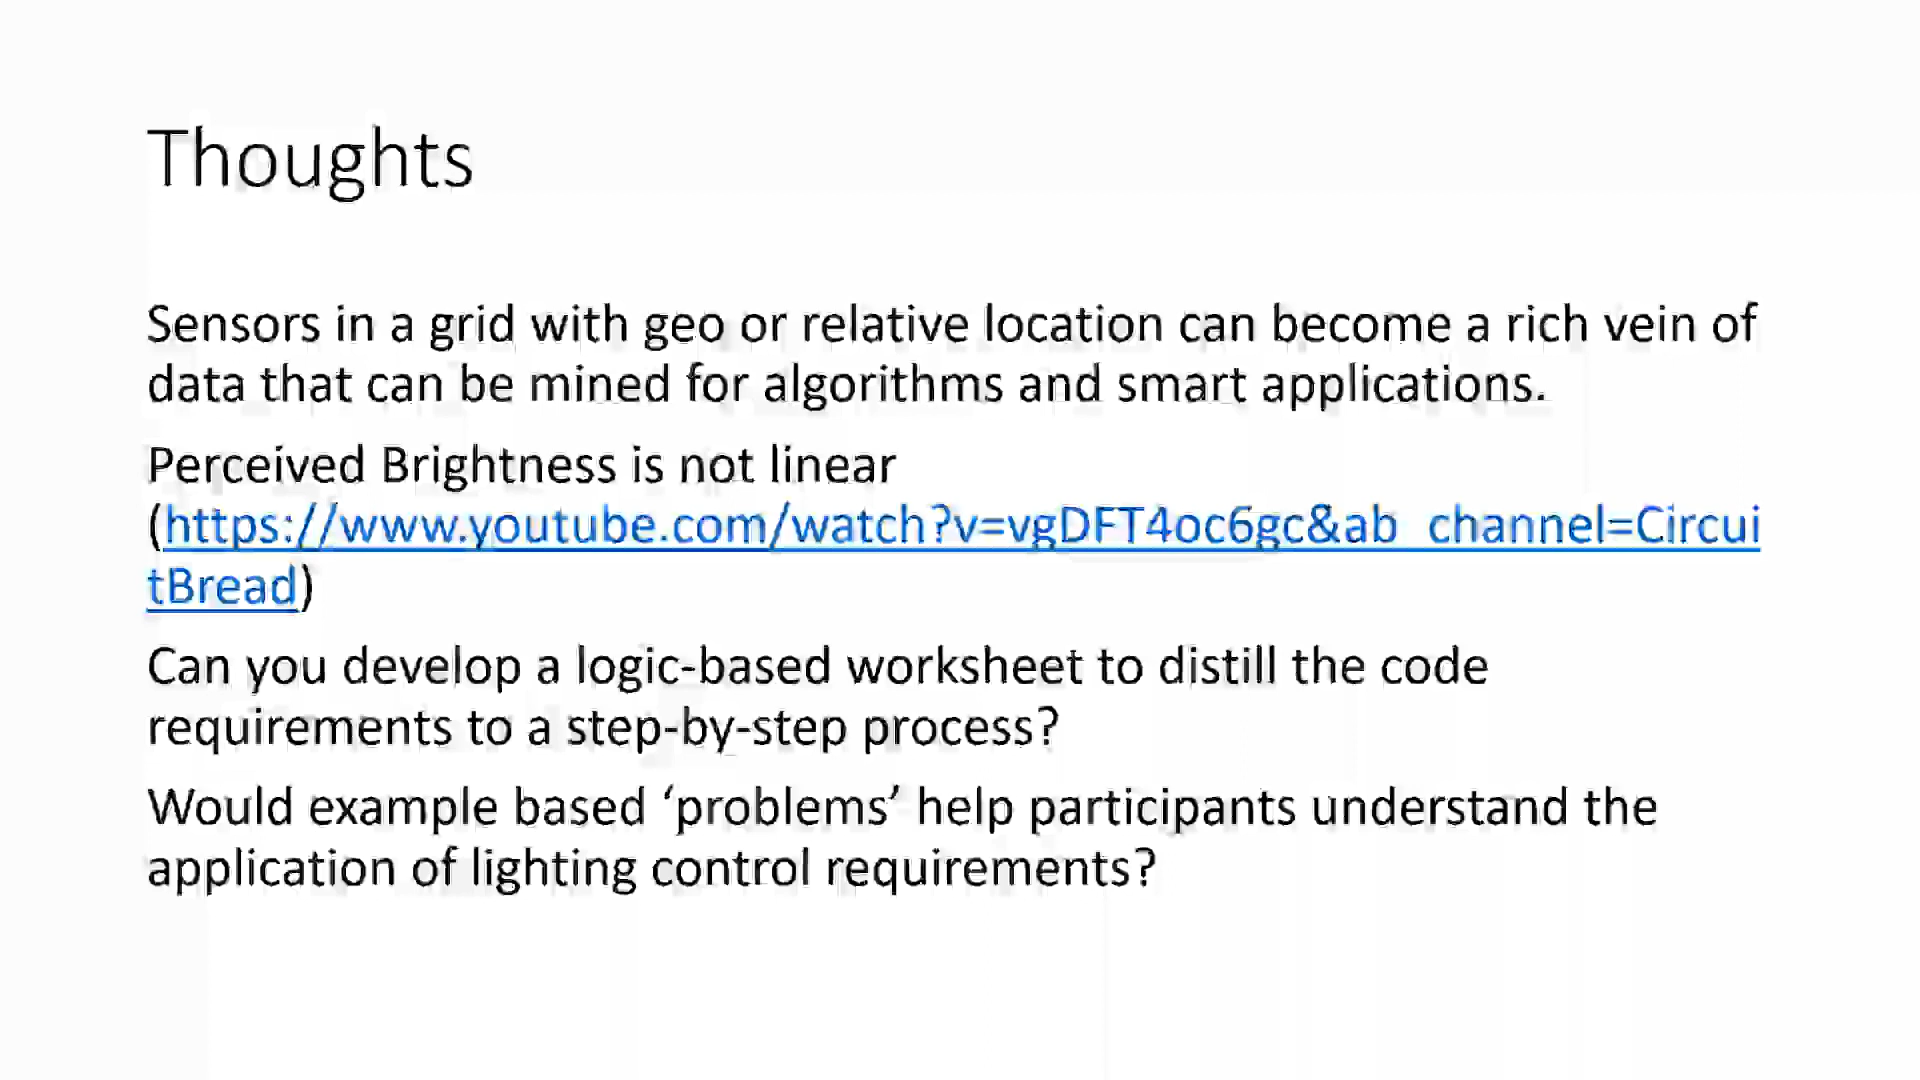 Thoughts
Sensors in a grid with geo or relative location can become a rich vein of
data that can be mined for algorithms and smart applications.
Perceived Brightness is not linear
(https://www.youtube.com/watch?v=vgDFT4oc6gc&ab_channel=Circui
tBread)
Can you develop a logic-based worksheet to distill the code
requirements to a step-by-step process?
Would example based ‘problems’ help participants understand the
application of lighting control requirements?